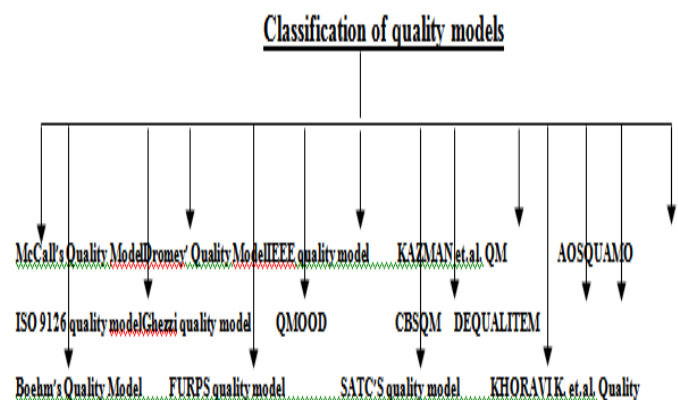 Classification of quality models
McCall's Quality ModelDromey' Quality ModelIEEE quality model KAZMAN et.al. QM AOSQUAMO
ISO 9126 quality modelGhezzi quality model QMOOD CBSQM DEQUALITEM
Boehm's Quality Model FURPS quality model SATC'S quality model KHORAVI K. et.al. Quality